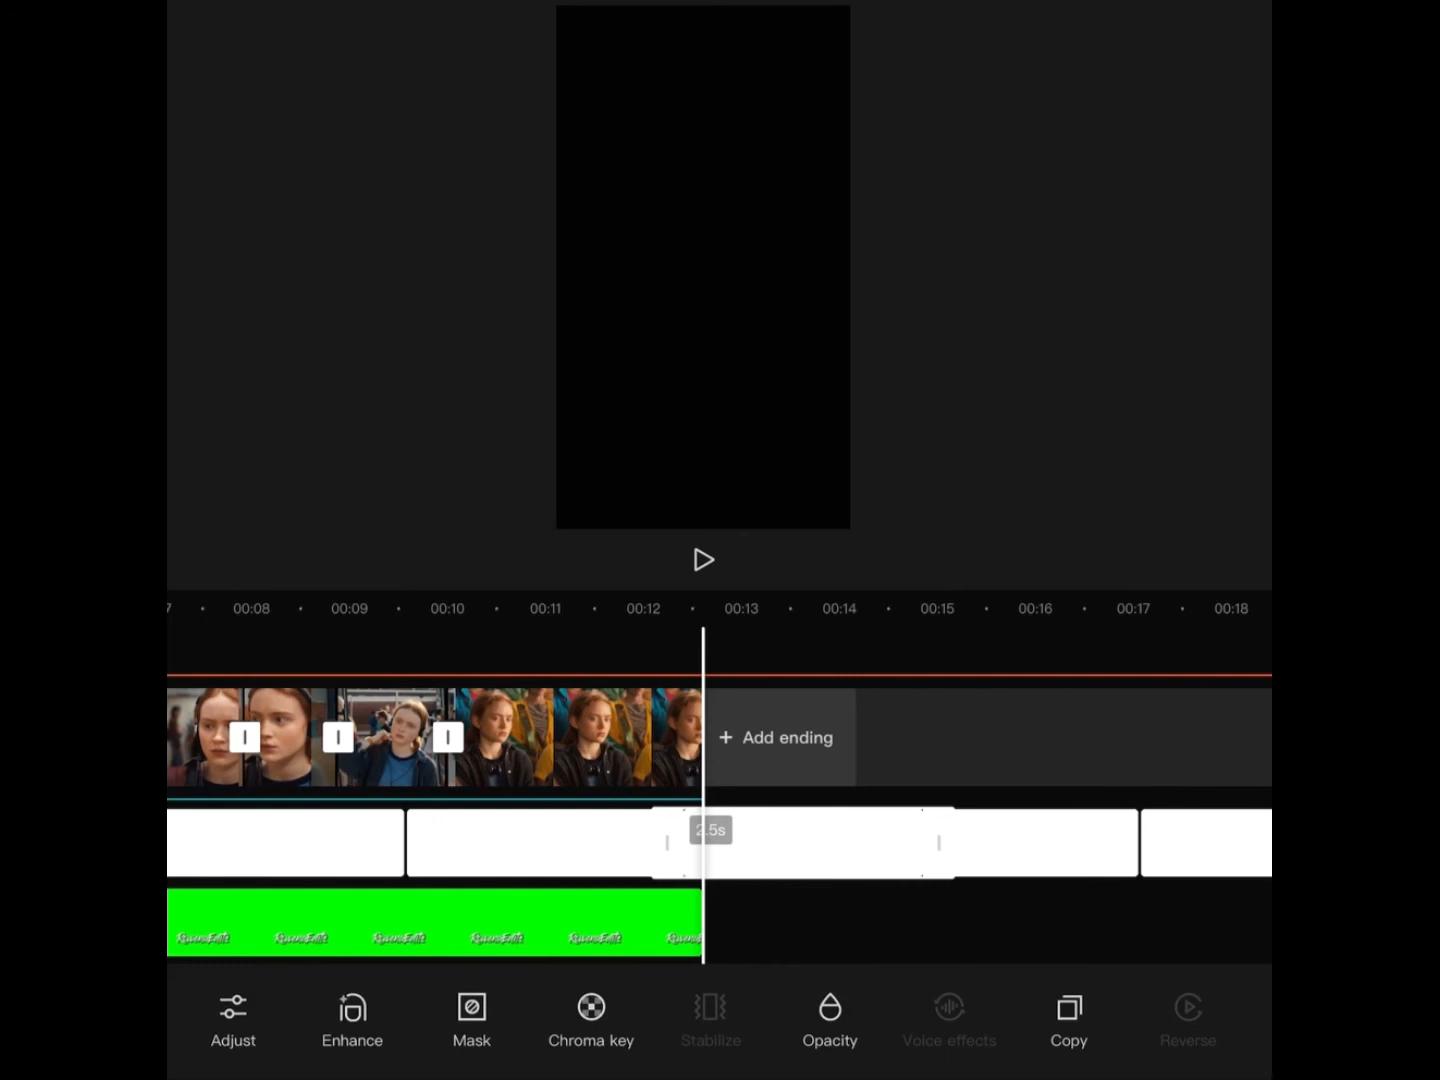 7 00:08 00:09 00:10 00:11 00:12 00:13 00:14 00:15 00:16 00:17 00:18
+ Add ending
2.5s
Adjust Enhance Mask Chroma key Stabilize Opacity Voice effects Copy Reverse